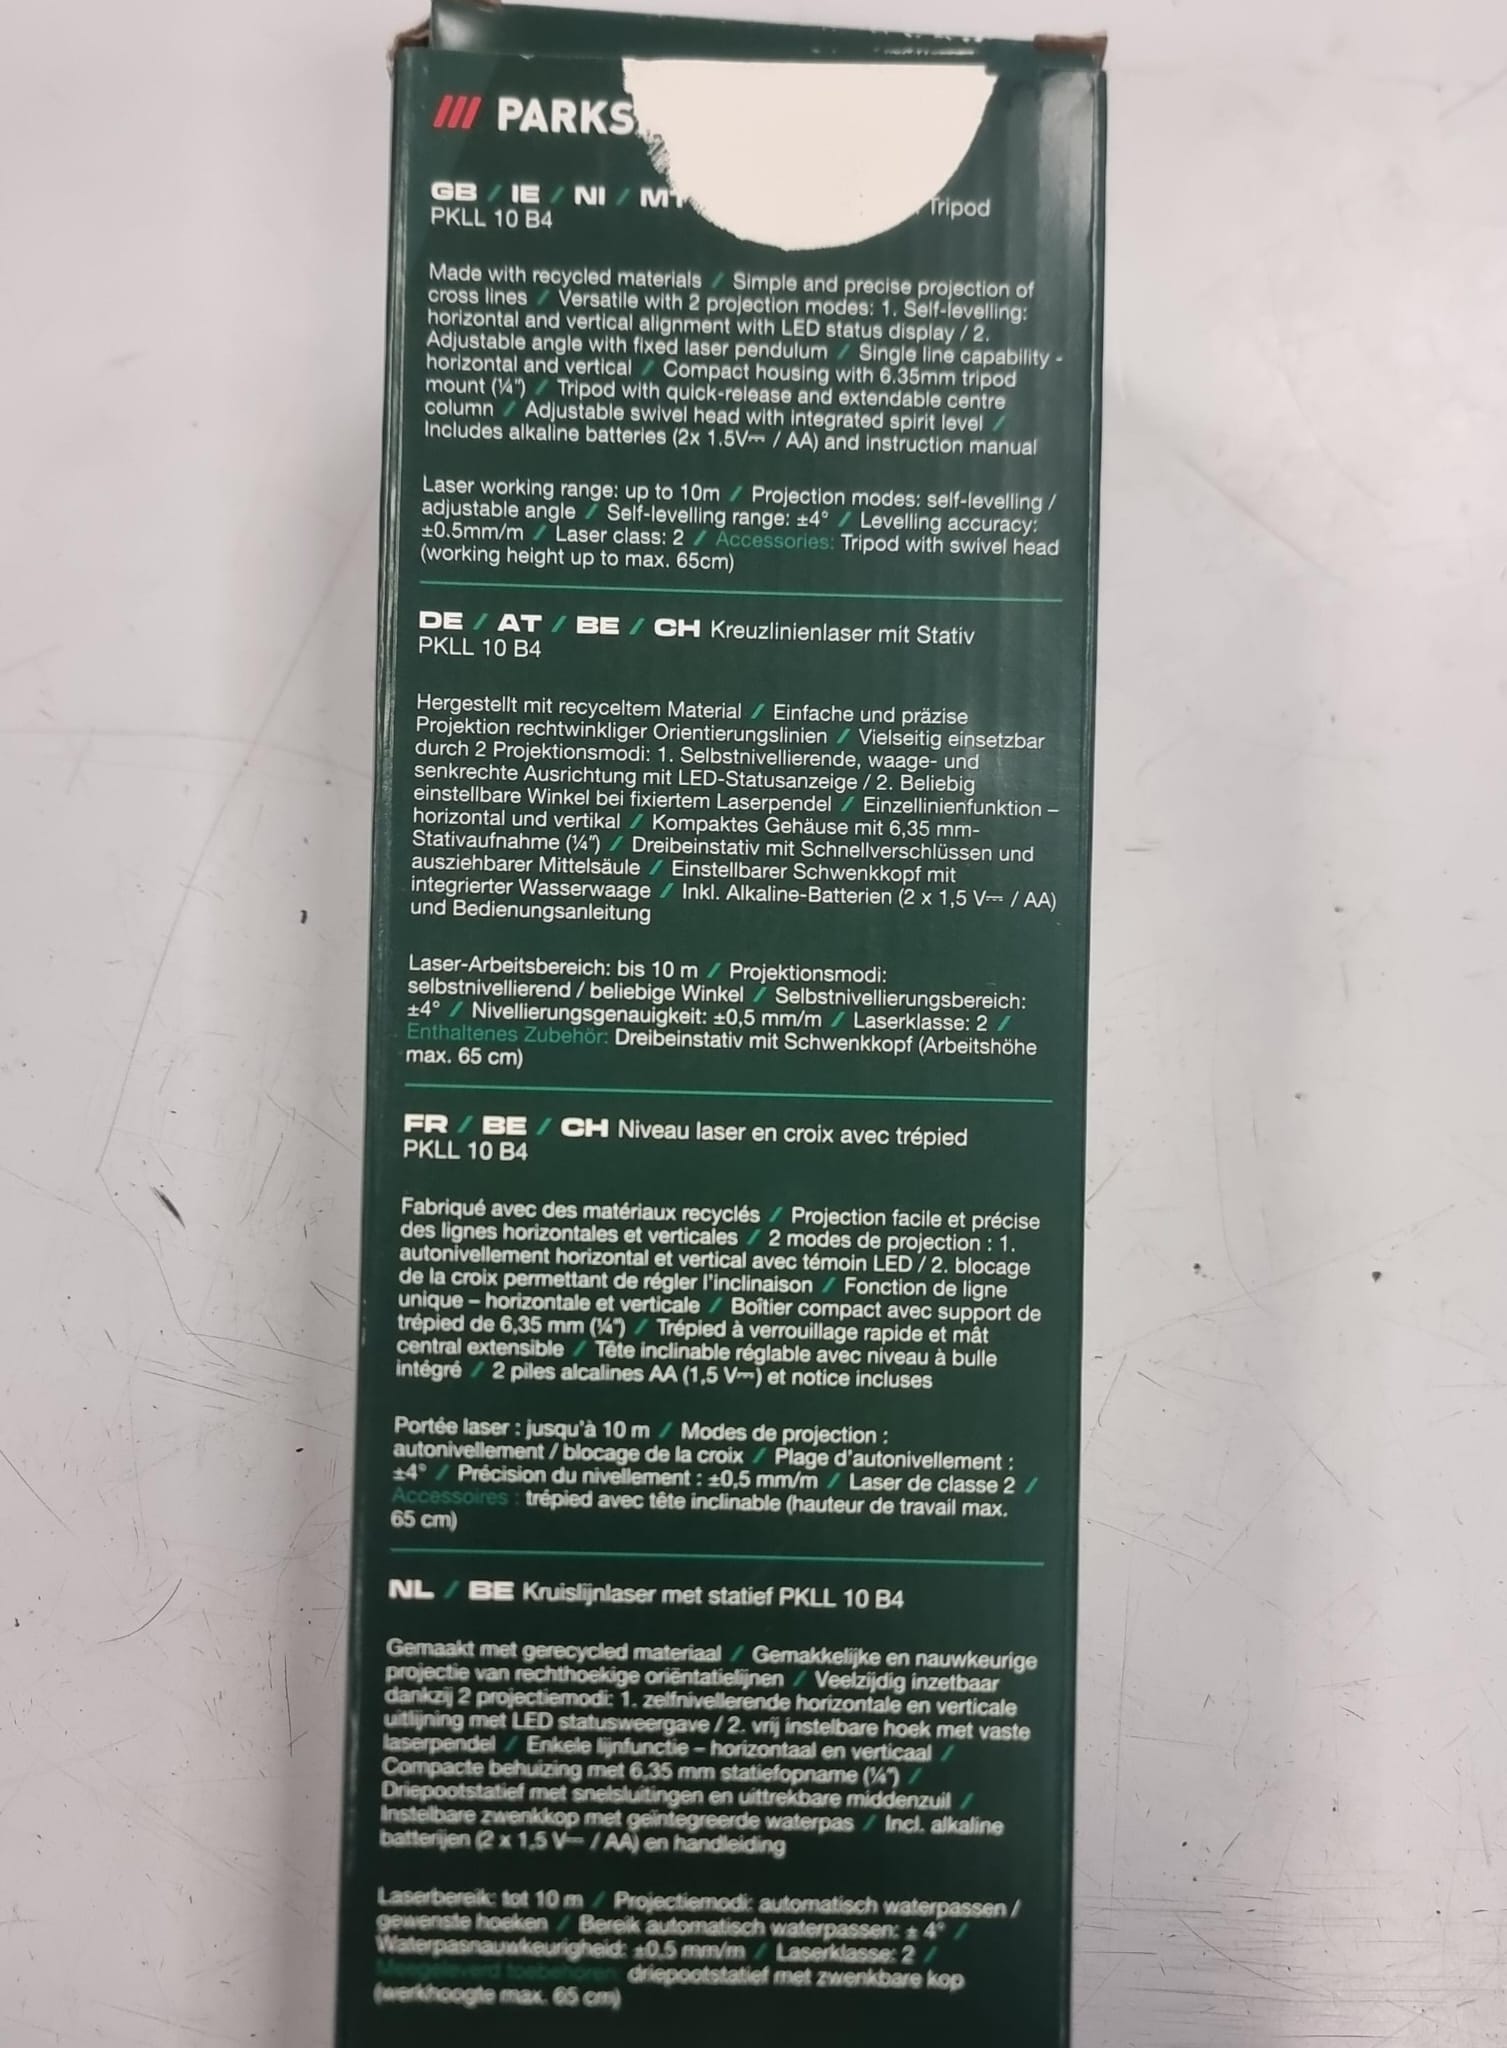 /// PARKS
GB / IE / NI / MT Tripod
PKLL 10 B4
Made with recycled materials / Simple and precise projection of
cross lines / Versatile with 2 projection modes: 1. Self-levelling:
horizontal and vertical alignment with LED status display / 2.
Adjustable angle with fixed laser pendulum / Single line capability -
horizontal and vertical / Compact housing with 6.35mm tripod
mount (¼") / Tripod with quick-release and extendable centre
column / Adjustable swivel head with integrated spirit level /
Includes alkaline batteries (2x 1.5V⎓ / AA) and instruction manual
Laser working range: up to 10m / Projection modes: self-levelling /
adjustable angle / Self-levelling range: ±4° / Levelling accuracy:
±0.5mm/m / Laser class: 2 / Accessories: Tripod with swivel head
(working height up to max. 65cm)
DE / AT / BE / CH Kreuzlinienlaser mit Stativ
PKLL 10 B4
Hergestellt mit recyceltem Material / Einfache und präzise
Projektion rechtwinkliger Orientierungslinien / Vielseitig einsetzbar
durch 2 Projektionsmodi: 1. Selbstnivellierende, waage- und
senkrechte Ausrichtung mit LED-Statusanzeige / 2. Beliebig
einstellbare Winkel bei fixiertem Laserpendel / Einzellinienfunktion –
horizontal und vertikal / Kompaktes Gehäuse mit 6,35 mm-
Stativaufnahme (¼") / Dreibeinstativ mit Schnellverschlüssen und
ausziehbarer Mittelsäule / Einstellbarer Schwenkkopf mit
integrierter Wasserwaage / Inkl. Alkaline-Batterien (2 x 1,5 V⎓ / AA)
und Bedienungsanleitung
Laser-Arbeitsbereich: bis 10 m / Projektionsmodi:
selbstnivellierend / beliebige Winkel / Selbstnivellierungsbereich:
±4° / Nivellierungsgenauigkeit: ±0,5 mm/m / Laserklasse: 2 /
Enthaltenes Zubehör: Dreibeinstativ mit Schwenkkopf (Arbeitshöhe
max. 65 cm)
FR / BE / CH Niveau laser en croix avec trépied
PKLL 10 B4
Fabriqué avec des matériaux recyclés / Projection facile et précise
des lignes horizontales et verticales / 2 modes de projection : 1.
autonivellement horizontal et vertical avec témoin LED / 2. blocage
de la croix permettant de régler l'inclinaison / Fonction de ligne
unique – horizontale et verticale / Boîtier compact avec support de
trépied de 6,35 mm (¼") / Trépied à verrouillage rapide et mât
central extensible / Tête inclinable réglable avec niveau à bulle
intégré / 2 piles alcalines AA (1,5 V⎓) et notice incluses
Portée laser : jusqu'à 10 m / Modes de projection :
autonivellement / blocage de la croix / Plage d'autonivellement :
±4° / Précision du nivellement : ±0,5 mm/m / Laser de classe 2 /
Accessoires : trépied avec tête inclinable (hauteur de travail max.
65 cm)
NL / BE Kruislijnlaser met statief PKLL 10 B4
Gemaakt met gerecycled materiaal / Gemakkelijke en nauwkeurige
projectie van rechthoekige oriëntatielijnen / Veelzijdig inzetbaar
dankzij 2 projectiemodi: 1. zelfnivellerende horizontale en verticale
uitlijning met LED statusweergave / 2. vrij instelbare hoek met vaste
laserpendel / Enkele lijnfunctie – horizontaal en verticaal /
Compacte behuizing met 6,35 mm statiefopname (¼") /
Driepootstatief met snelsluitingen en uittrekbare middenzuil /
Instelbare zwenkkop met geïntegreerde waterpas / Incl. alkaline
batterijen (2 x 1,5 V⎓ / AA) en handleiding
Laserbereik: tot 10 m / Projectiemodi: automatisch waterpassen /
gewenste hoeken / Bereik automatisch waterpassen: ± 4° /
Waterpasnauwkeurigheid: ±0,5 mm/m / Laserklasse: 2 /
Meegeleverd toebehoren: driepootstatief met zwenkbare kop
(werkhoogte max. 65 cm)